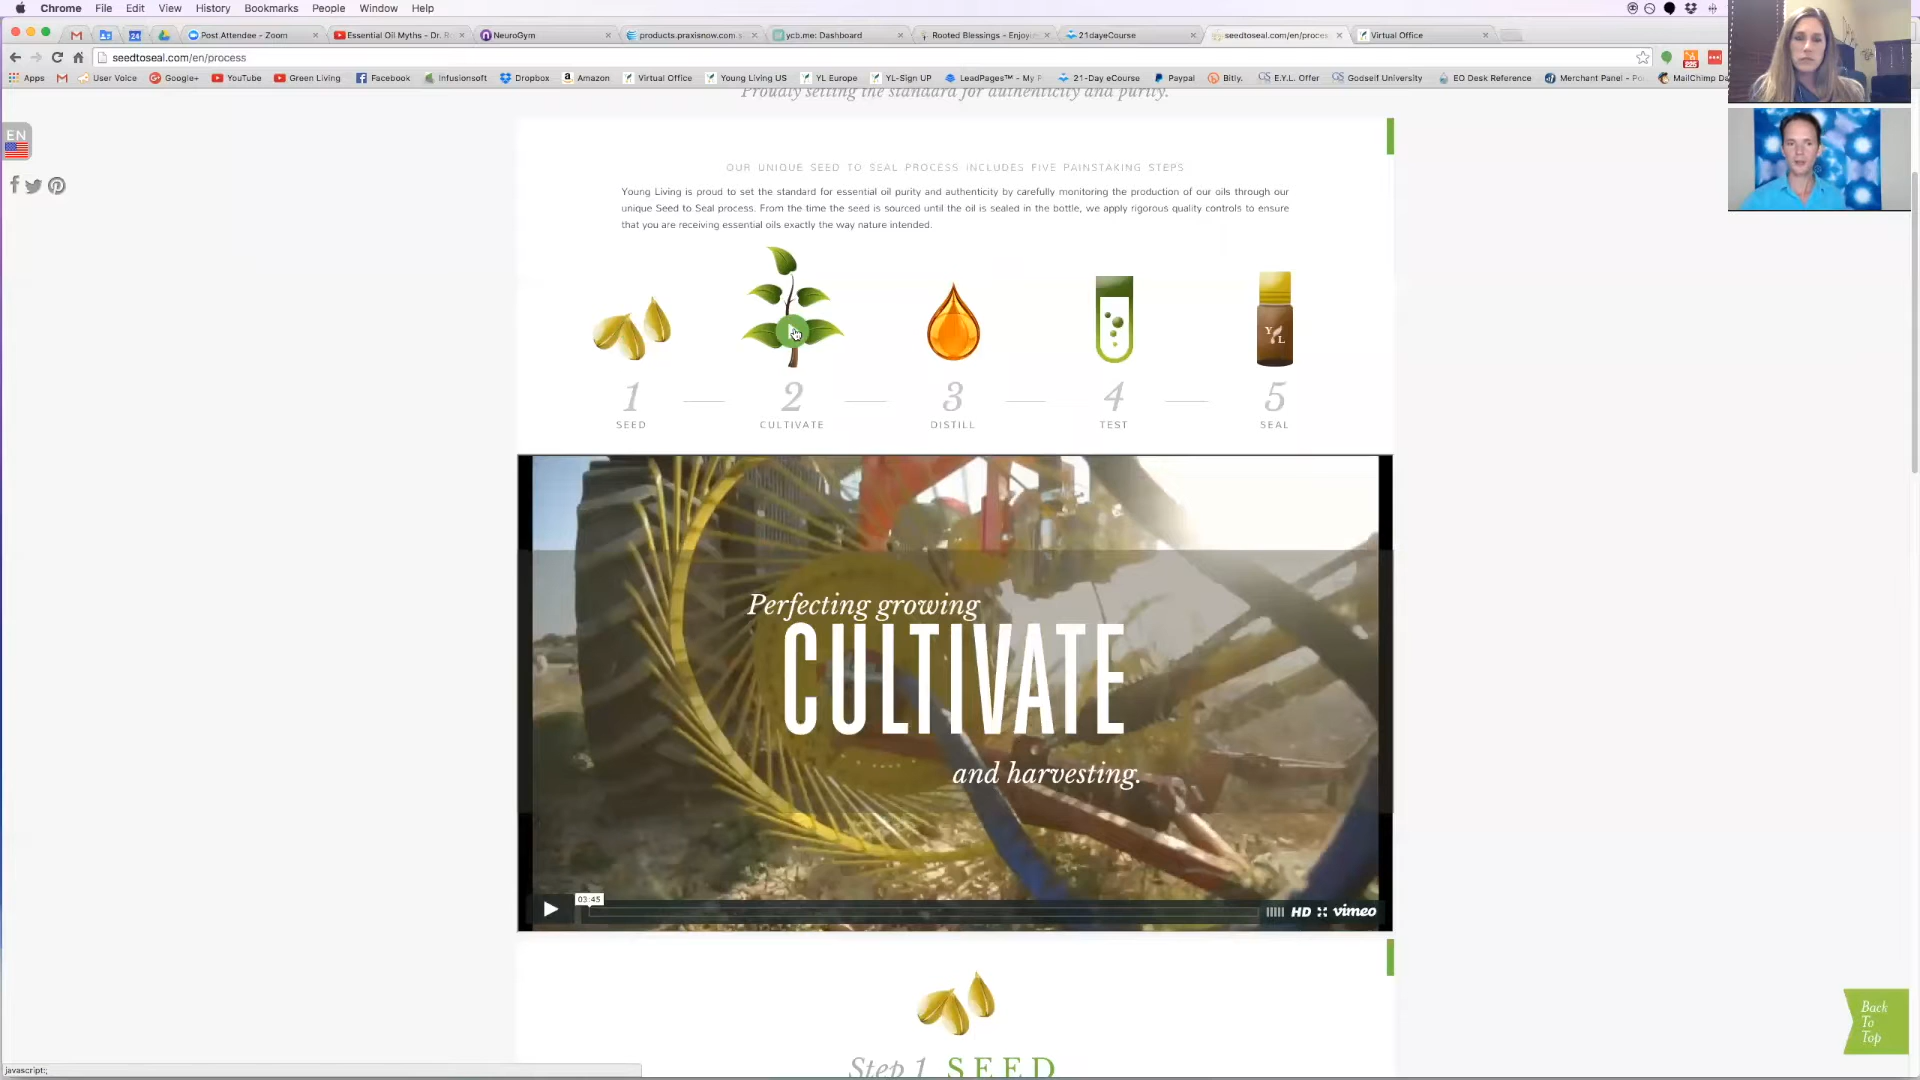 Chrome File Edit View History Bookmarks People Window Help
Post Attendee - Zoom
Essential Oil Myths - Dr. R
NeuroGym
products.praxisnow.com
ycb.me: Dashboard
Rooted Blessings - Enjoy
21dayeCourse
seedtoseal.com/en/proces
Virtual Office
seedtoseal.com/en/process
225
Apps User Voice Google+ YouTube Green Living Facebook Infusionsoft Dropbox Amazon Virtual Office Young Living US YL Europe YL-Sign UP LeadPages™ - My 21-Day eCourse Paypal Bitly. E.Y.L. Offer Godself University EO Desk Reference Merchant Panel - Po MailChimp Da
Proudly setting the standard for authenticity and purity.
EN
OUR UNIQUE SEED TO SEAL PROCESS INCLUDES FIVE PAINSTAKING STEPS
Young Living is proud to set the standard for essential oil purity and authenticity by carefully monitoring the production of our oils through our
unique Seed to Seal process. From the time the seed is sourced until the oil is sealed in the bottle, we apply rigorous quality controls to ensure
that you are receiving essential oils exactly the way nature intended.
Y L
1 2 3 4 5
SEED CULTIVATE DISTILL TEST SEAL
Perfecting growing
CULTIVATE
and harvesting.
03:45
HD vimeo
Back
To
Top
Step 1 SEED
javascript:;